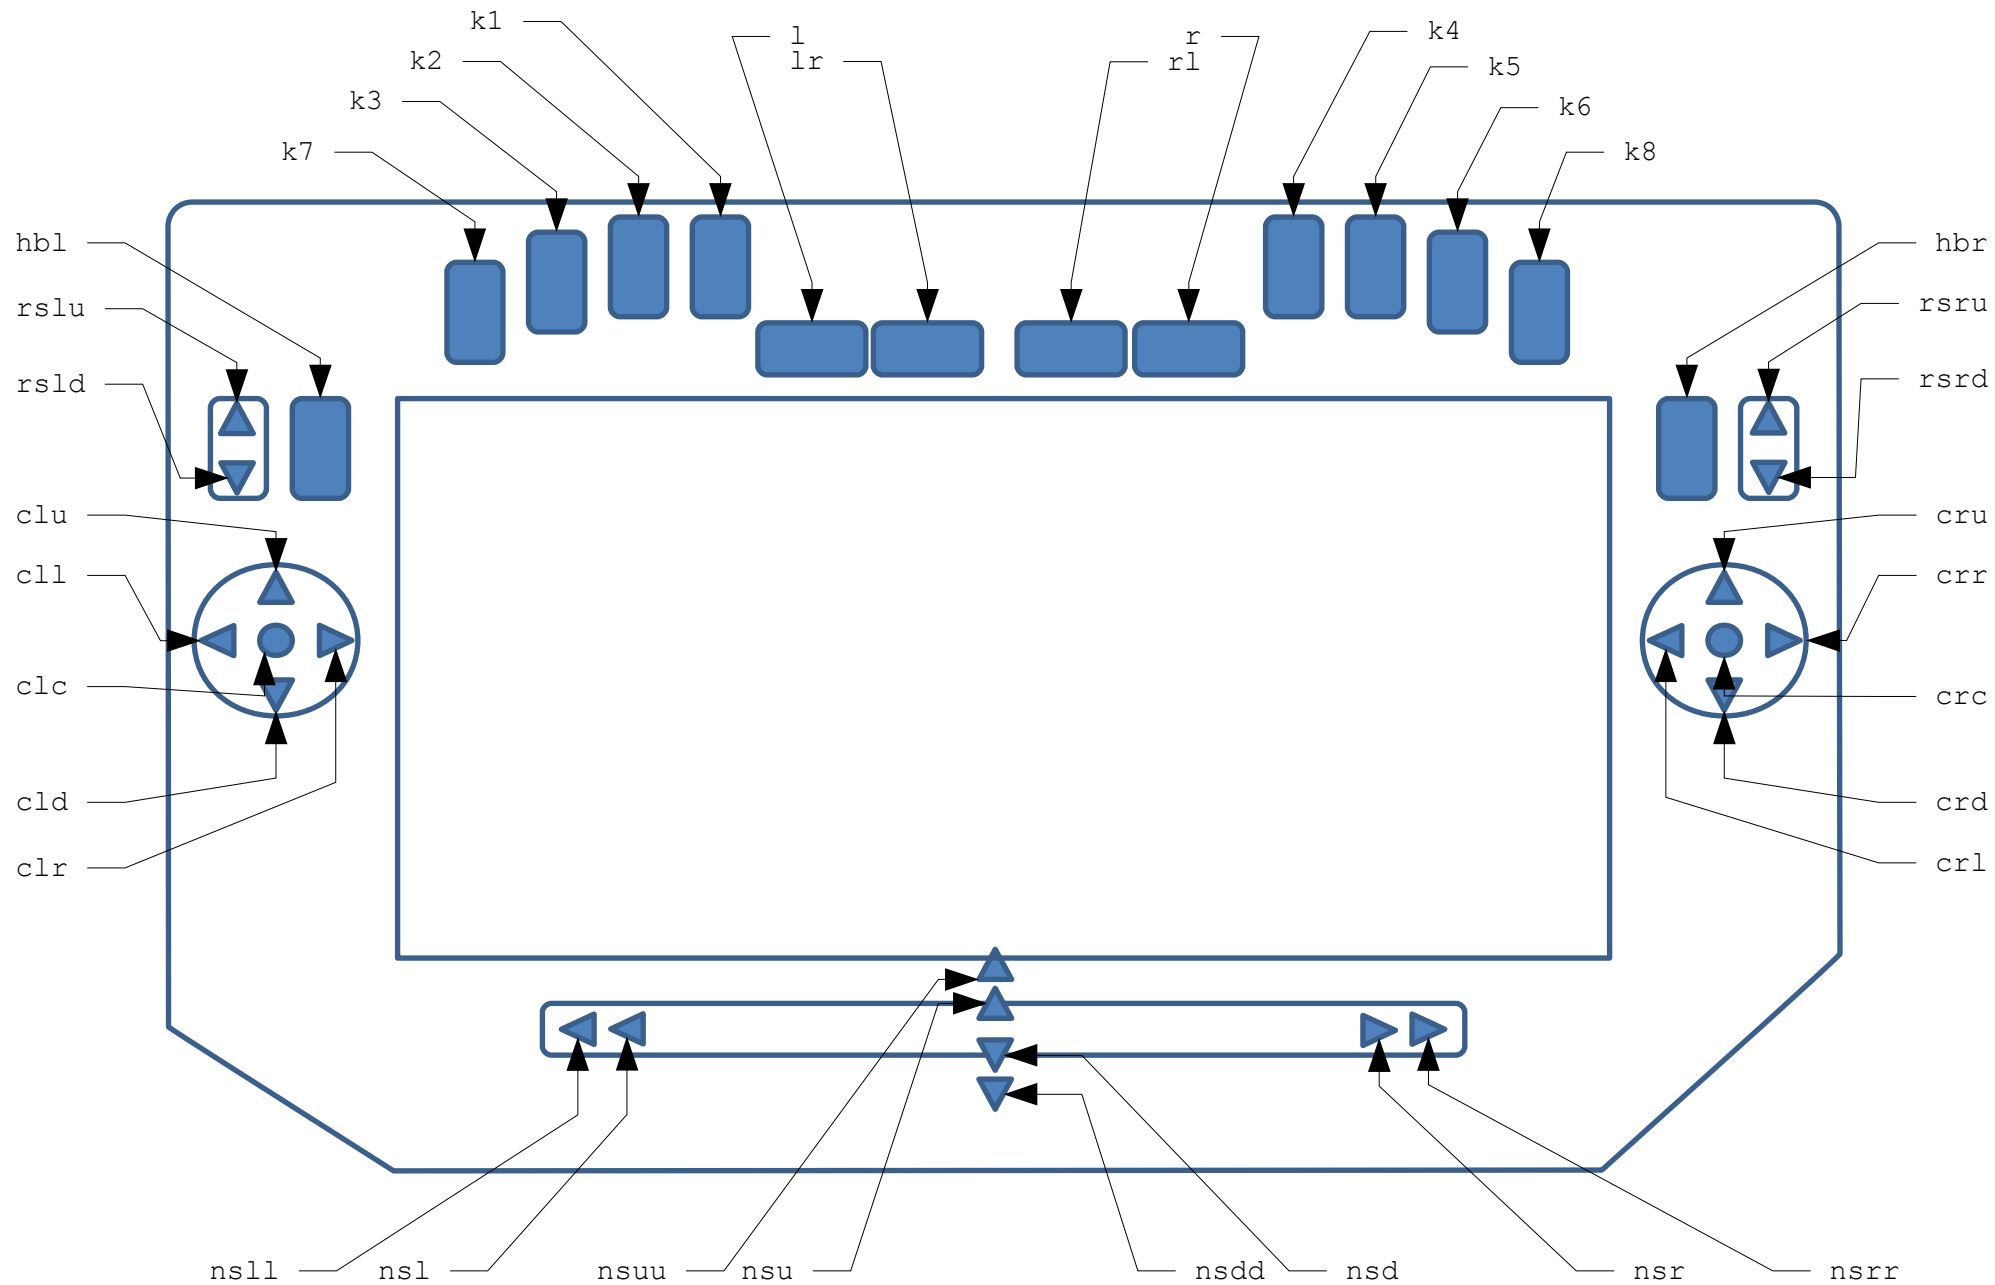 k1
l
r
k4
k2
lr
rl
k5
k3
k6
k7
k8
hbl
hbr
rslu
rsru
rsld
rsrd
clu
cru
cll
crr
clc
crc
cld
crd
clr
crl
nsll
nsl
nsuu
nsu
nsdd
nsd
nsr
nsrr